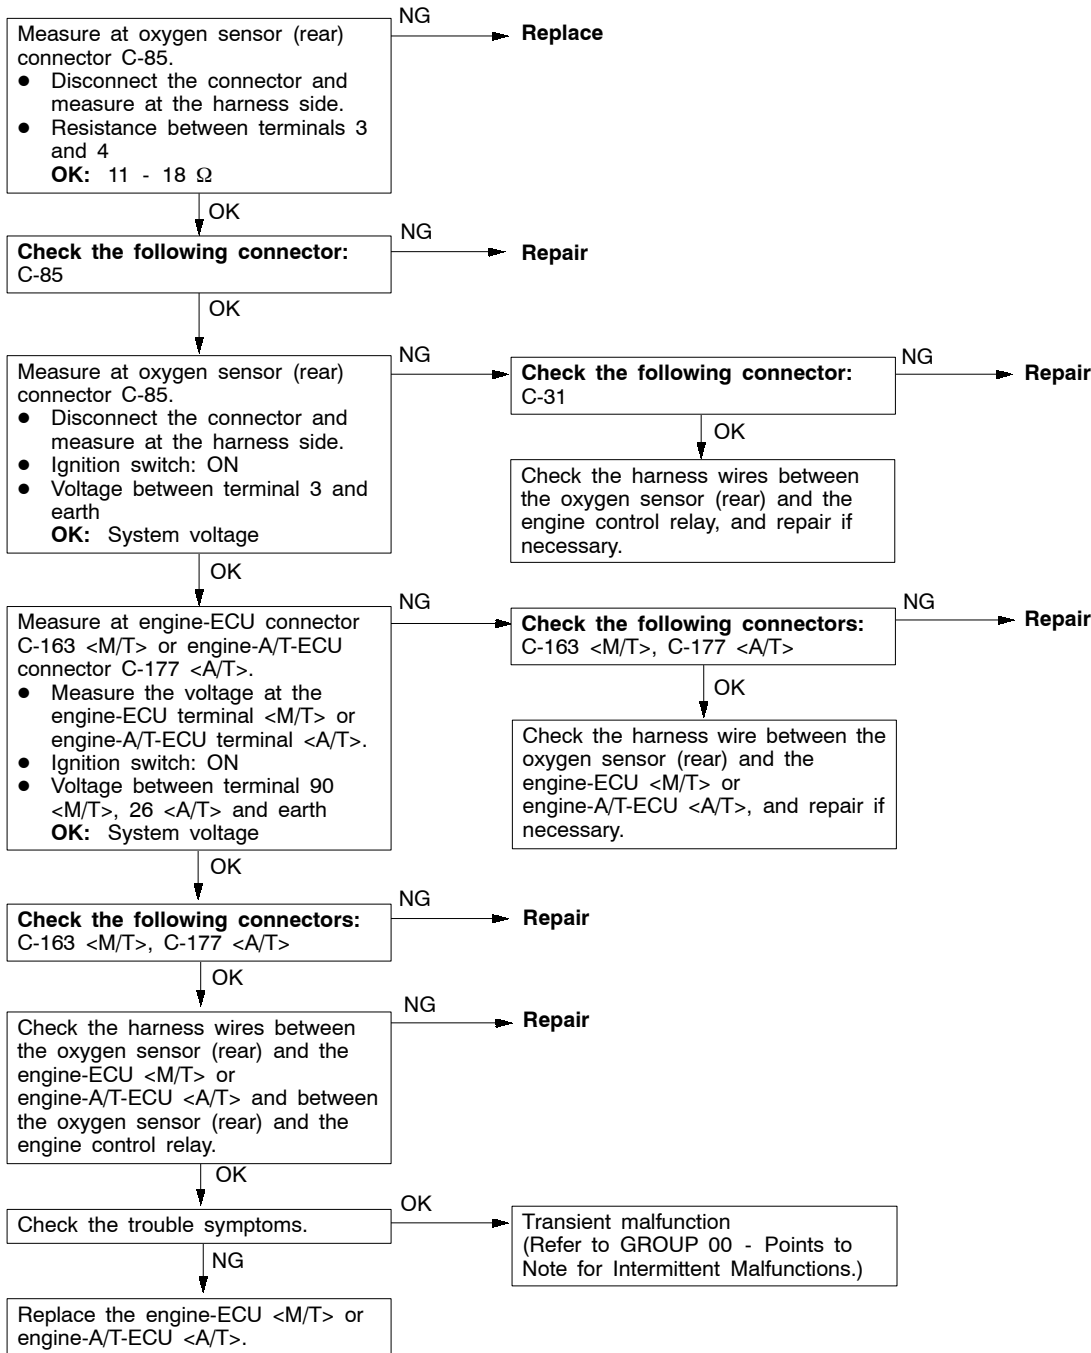 NG
Measure at oxygen sensor (rear)
connector C-85.
● Disconnect the connector and
measure at the harness side.
● Resistance between terminals 3
and 4
OK: 11 - 18 Ω
Replace
OK
Check the following connector:
C-85
NG
Repair
OK
Measure at oxygen sensor (rear)
connector C-85.
● Disconnect the connector and
measure at the harness side.
● Ignition switch: ON
● Voltage between terminal 3 and
earth
OK: System voltage
NG
Check the following connector:
C-31
NG
Repair
OK
Check the harness wires between
the oxygen sensor (rear) and the
engine control relay, and repair if
necessary.
OK
Measure at engine-ECU connector
C-163 <M/T> or engine-A/T-ECU
connector C-177 <A/T>.
● Measure the voltage at the
engine-ECU terminal <M/T> or
engine-A/T-ECU terminal <A/T>.
● Ignition switch: ON
● Voltage between terminal 90
<M/T>, 26 <A/T> and earth
OK: System voltage
NG
Check the following connectors:
C-163 <M/T>, C-177 <A/T>
NG
Repair
OK
Check the harness wire between the
oxygen sensor (rear) and the
engine-ECU <M/T> or
engine-A/T-ECU <A/T>, and repair if
necessary.
OK
Check the following connectors:
C-163 <M/T>, C-177 <A/T>
NG
Repair
OK
Check the harness wires between
the oxygen sensor (rear) and the
engine-ECU <M/T> or
engine-A/T-ECU <A/T> and between
the oxygen sensor (rear) and the
engine control relay.
NG
Repair
OK
Check the trouble symptoms.
OK
Transient malfunction
(Refer to GROUP 00 - Points to
Note for Intermittent Malfunctions.)
NG
Replace the engine-ECU <M/T> or
engine-A/T-ECU <A/T>.